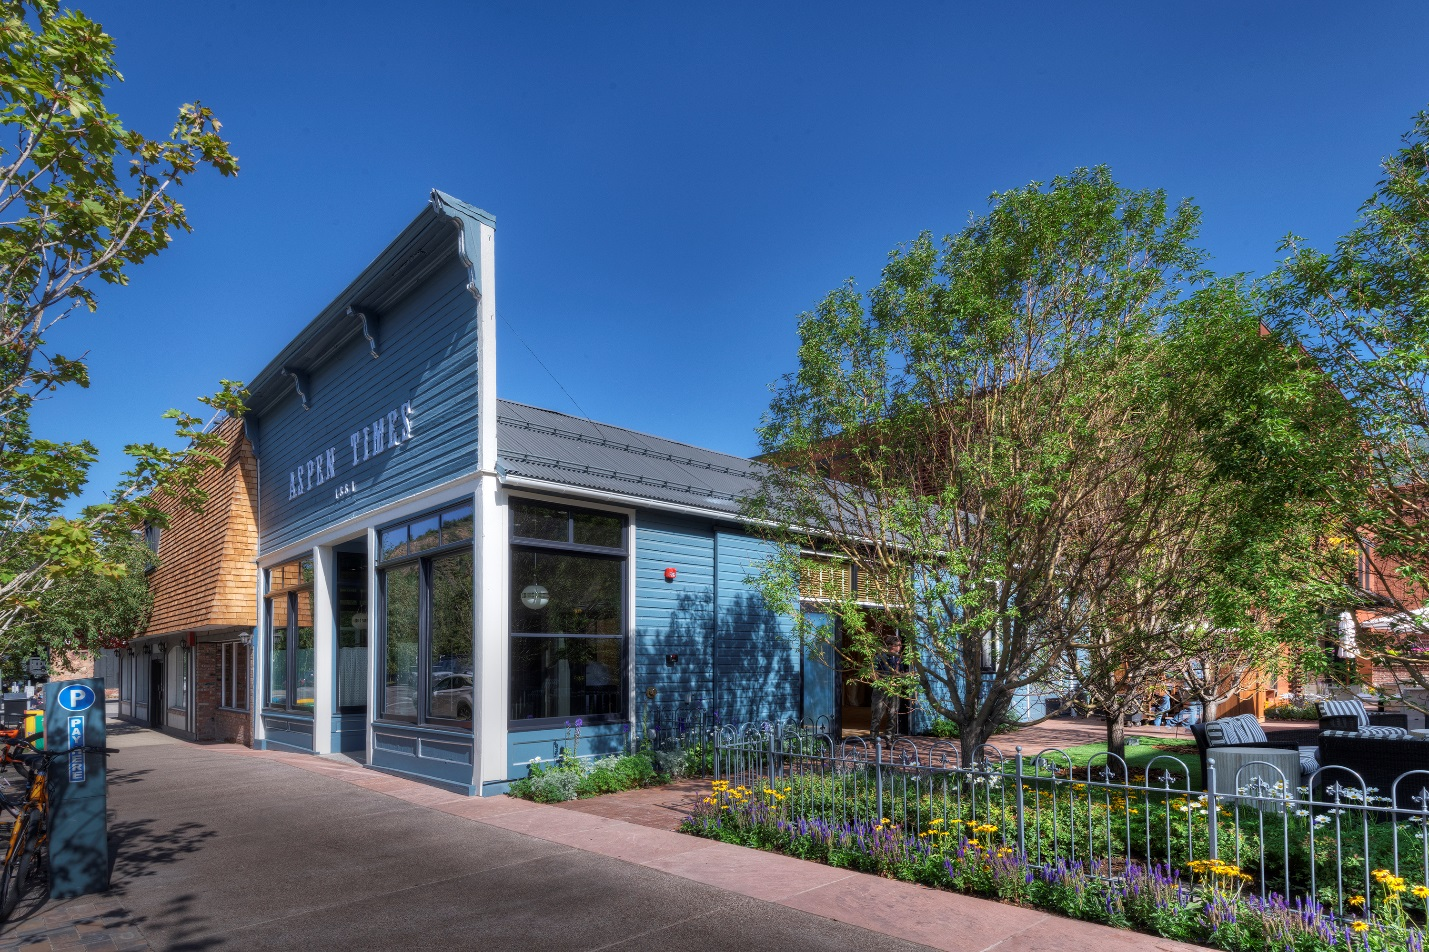 ASPEN TIMES
1881
P
PAY HERE